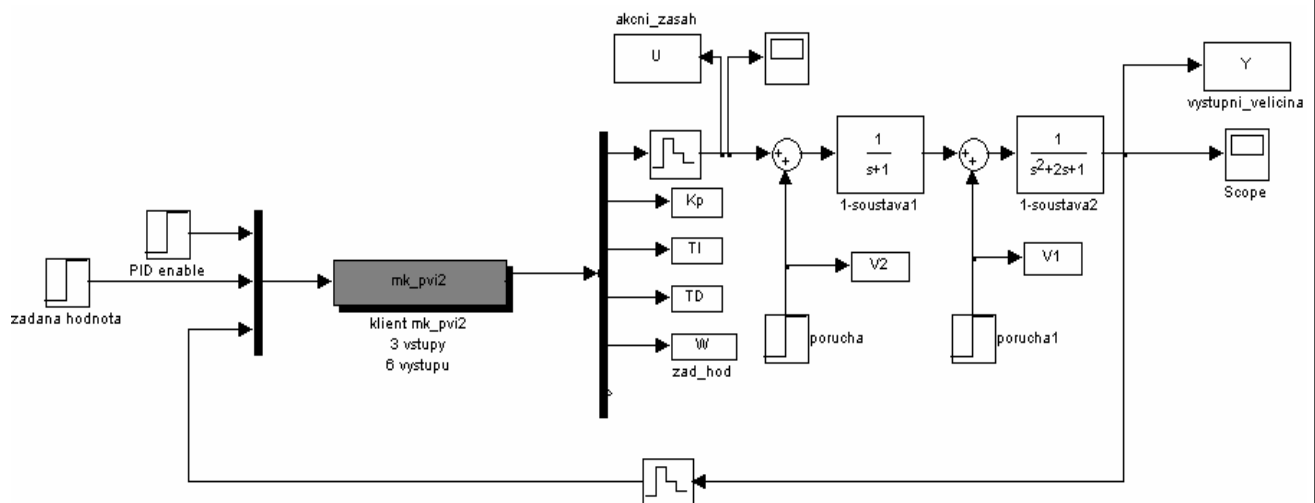 akcni_zasah
U
Y
vystupni_velicina
1
s+1
1-soustava1
1
s²+2s+1
1-soustava2
Scope
Kp
TI
TD
W
zad_hod
V2
V1
porucha
porucha1
PID enable
zadana hodnota
mk_pvi2
klient mk_pvi2
3 vstupy
6 vystupu